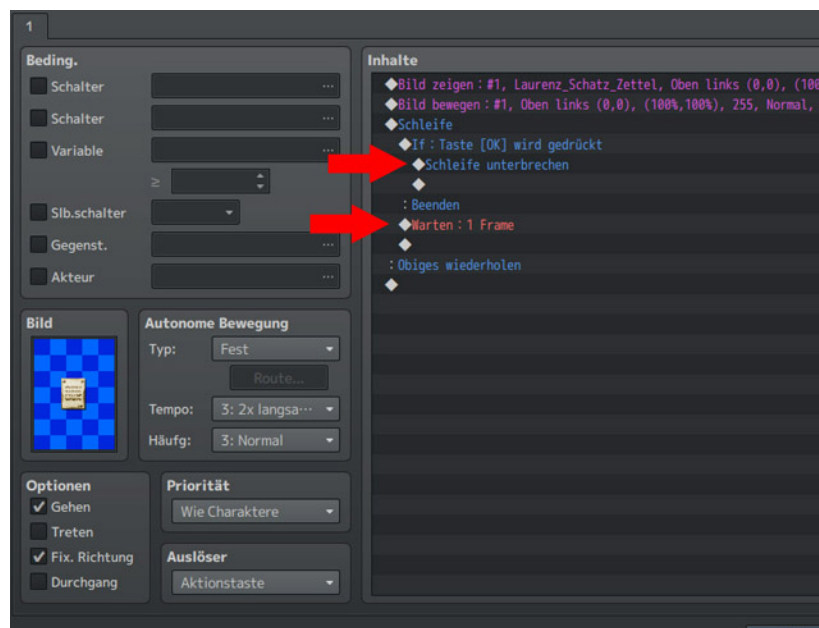 1
Beding.
Schalter ...
Schalter ...
Variable ...
≥
Slb.schalter
Gegenst. ...
Akteur ...
Bild
Autonome Bewegung
Typ: Fest
Route...
Tempo: 3: 2x langsa...
Häufg: 3: Normal
Optionen
Gehen
Treten
Fix. Richtung
Durchgang
Priorität
Wie Charaktere
Auslöser
Aktionstaste
Inhalte
◆Bild zeigen : #1, Laurenz_Schatz_Zettel, Oben links (0,0), (100
◆Bild bewegen : #1, Oben links (0,0), (100%,100%), 255, Normal,
◆Schleife
◆If : Taste [OK] wird gedrückt
◆Schleife unterbrechen
◆
: Beenden
◆Warten : 1 Frame
◆
: Obiges wiederholen
◆